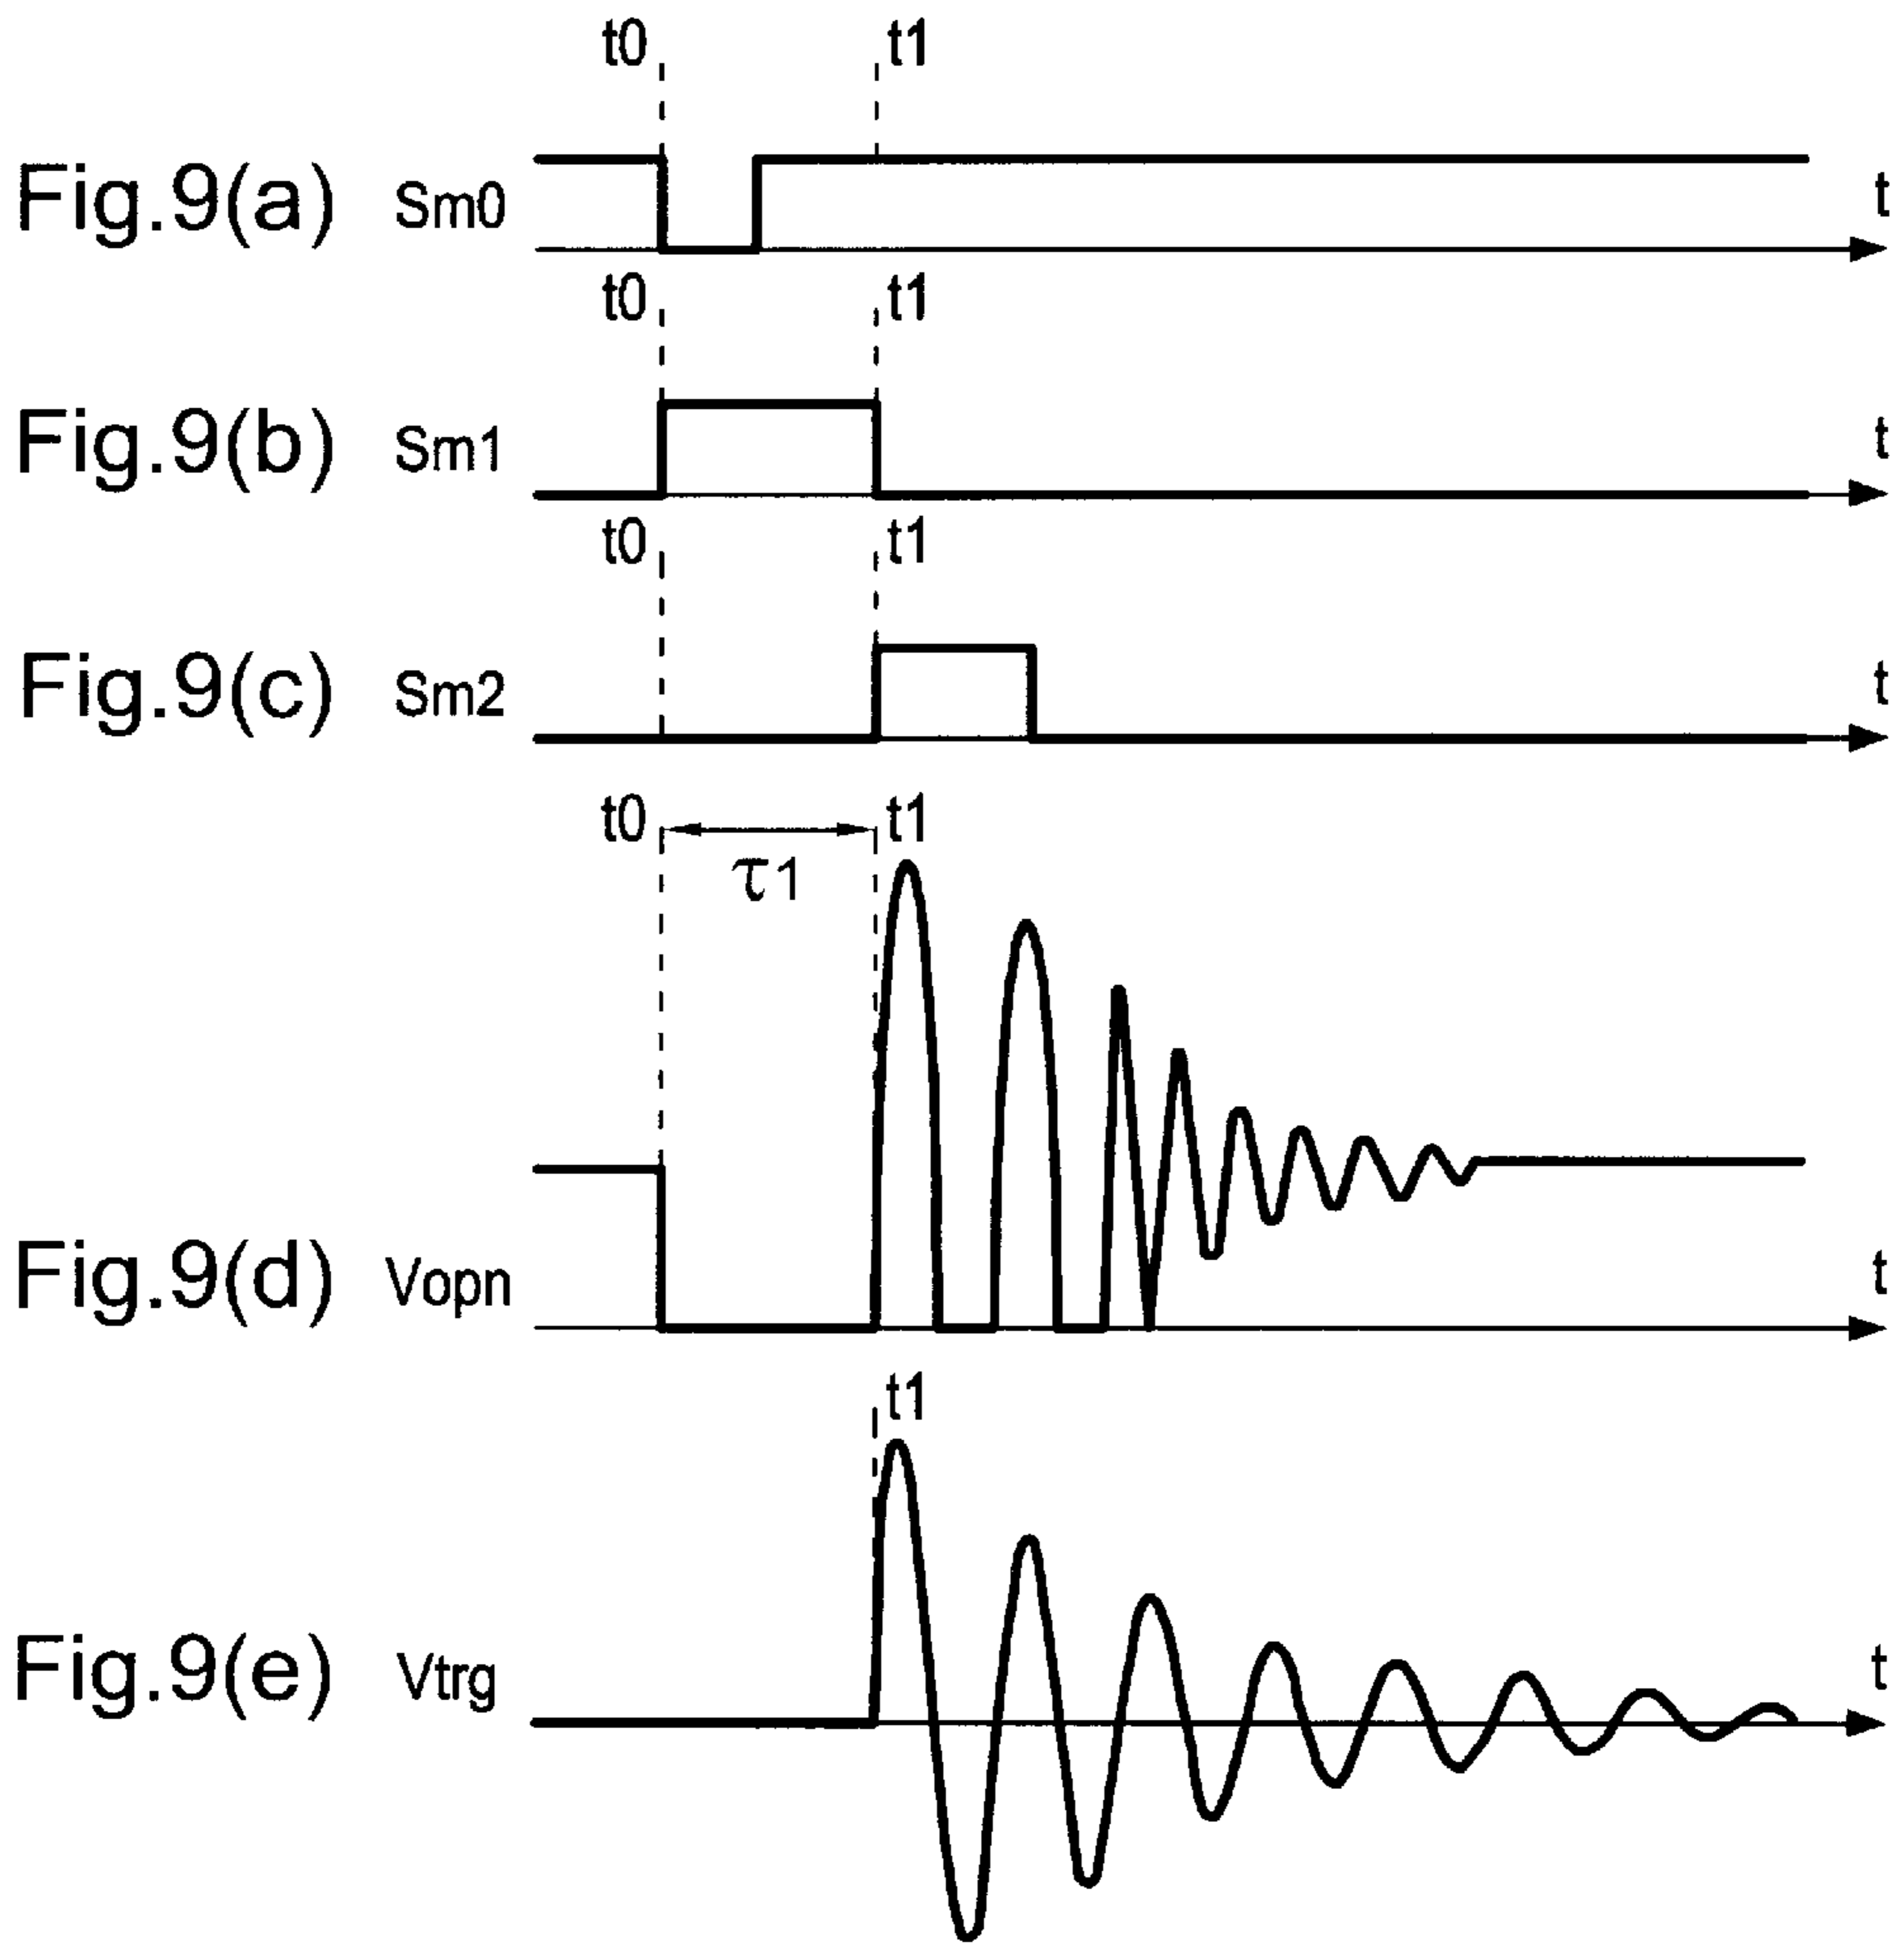 t0 t1
Fig.9(a) Sm0 t
t0 t1
Fig.9(b) Sm1 t
t0 t1
Fig.9(c) Sm2 t
t0 t1
τ1
Fig.9(d) Vopn t
t1
Fig.9(e) Vtrg t